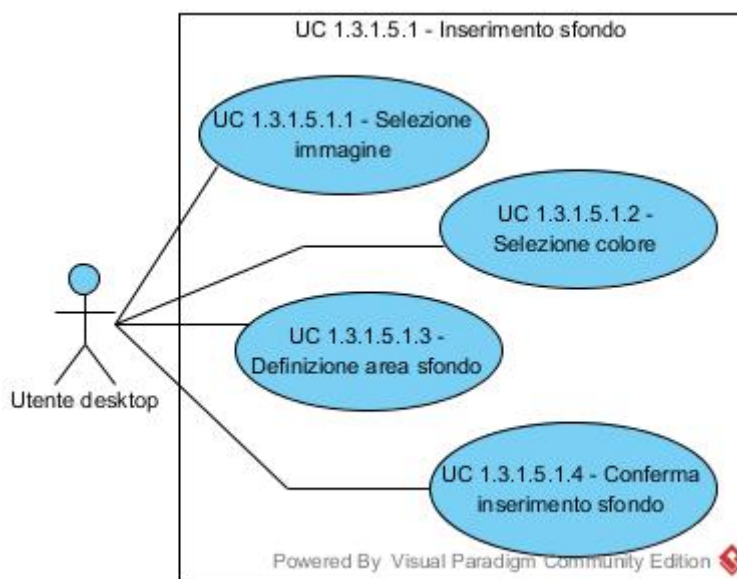 UC 1.3.1.5.1 - Inserimento sfondo
UC 1.3.1.5.1.1 - Selezione
immagine
UC 1.3.1.5.1.2 -
Selezione colore
UC 1.3.1.5.1.3 -
Definizione area sfondo
Utente desktop
UC 1.3.1.5.1.4 - Conferma
inserimento sfondo
Powered By Visual Paradigm Community Edition